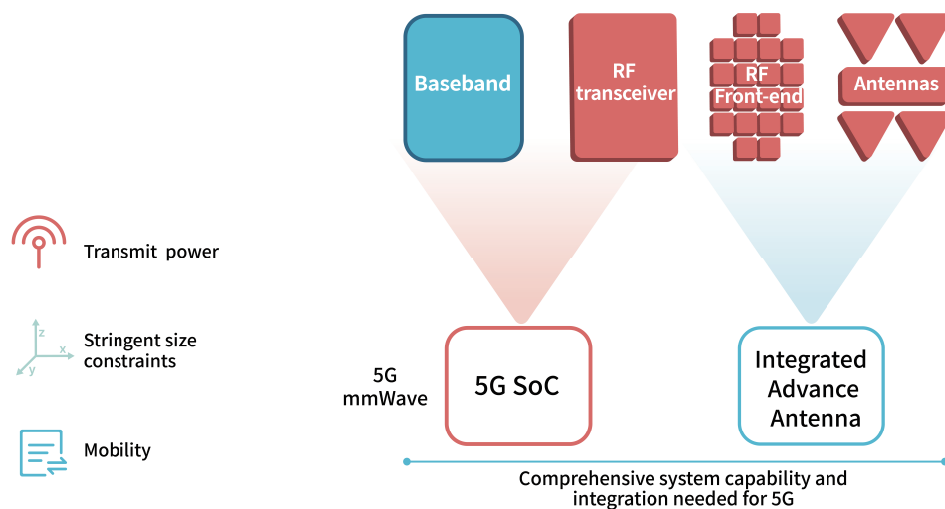 Baseband
RF
transceiver
RF
Front-end
Antennas
Transmit power
Stringent size
constraints
Mobility
z
x
y
5G
mmWave
5G SoC
Integrated
Advance
Antenna
Comprehensive system capability and
integration needed for 5G